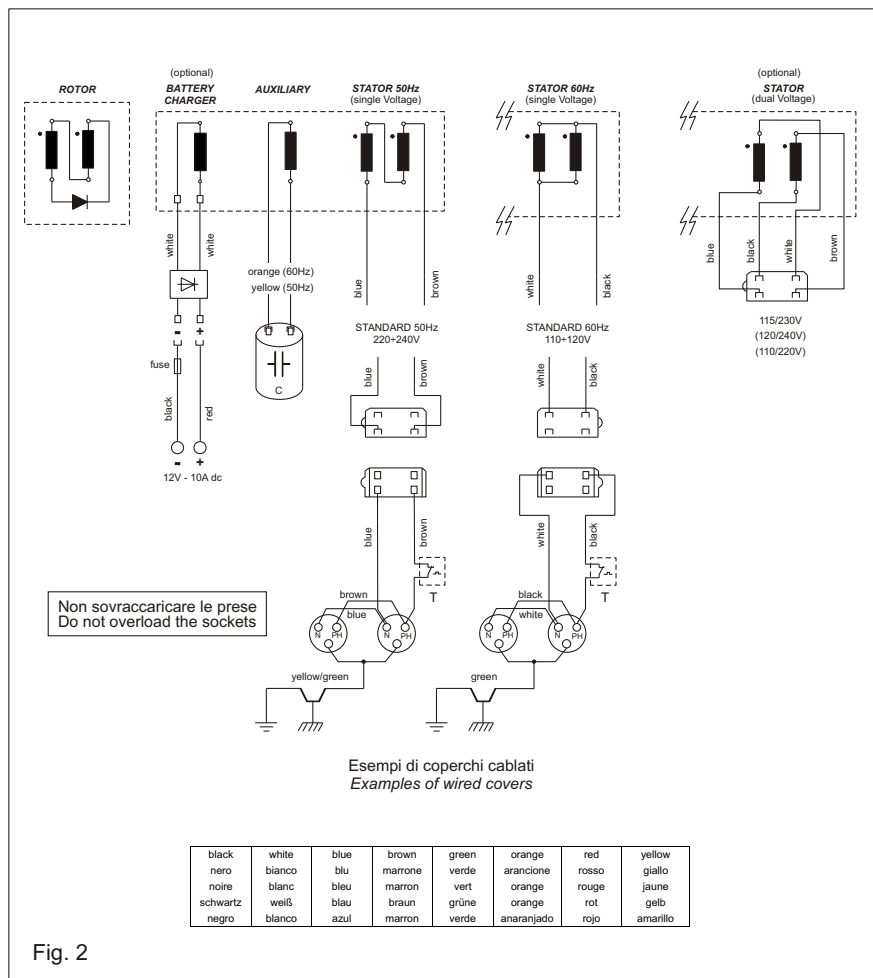 (optional)
BATTERY
CHARGER
ROTOR
AUXILIARY
STATOR 50Hz
(single Voltage)
STATOR 60Hz
(single Voltage)
(optional)
STATOR
(dual Voltage)
white
white
orange (60Hz)
yellow (50Hz)
blue
brown
white
black
blue
black
white
brown
- +
fuse
C
black
red
- +
12V - 10A dc
STANDARD 50Hz
220÷240V
STANDARD 60Hz
110÷120V
115/230V
(120/240V)
(110/220V)
blue
brown
white
black
blue
brown
white
black
T
T
brown
blue
black
white
N PH N PH
N PH N PH
yellow/green
green
Non sovraccaricare le prese
Do not overload the sockets
Esempi di coperchi cablati
Examples of wired covers
black white blue brown green orange red yellow
nero bianco blu marrone verde arancione rosso giallo
noire blanc bleu marron vert orange rouge jaune
schwartz weiß blau braun grüne orange rot gelb
negro blanco azul marron verde anaranjado rojo amarillo
Fig. 2